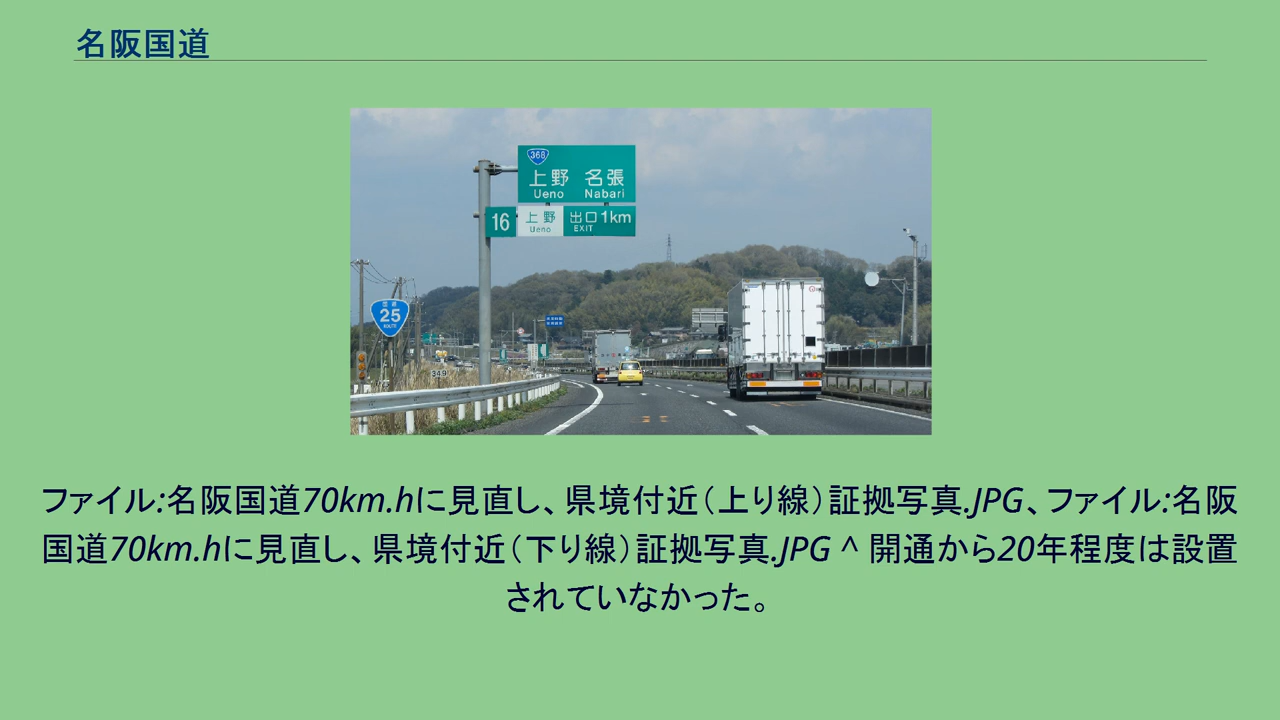 名阪国道
368
上野 名張
Ueno Nabari
16 上野 出口1km
Ueno EXIT
25
ROUTE
349
ファイル:名阪国道70km.hに見直し、県境付近（上り線）証拠写真.JPG、ファイル:名阪
国道70km.hに見直し、県境付近（下り線）証拠写真.JPG ^ 開通から20年程度は設置
されていなかった。